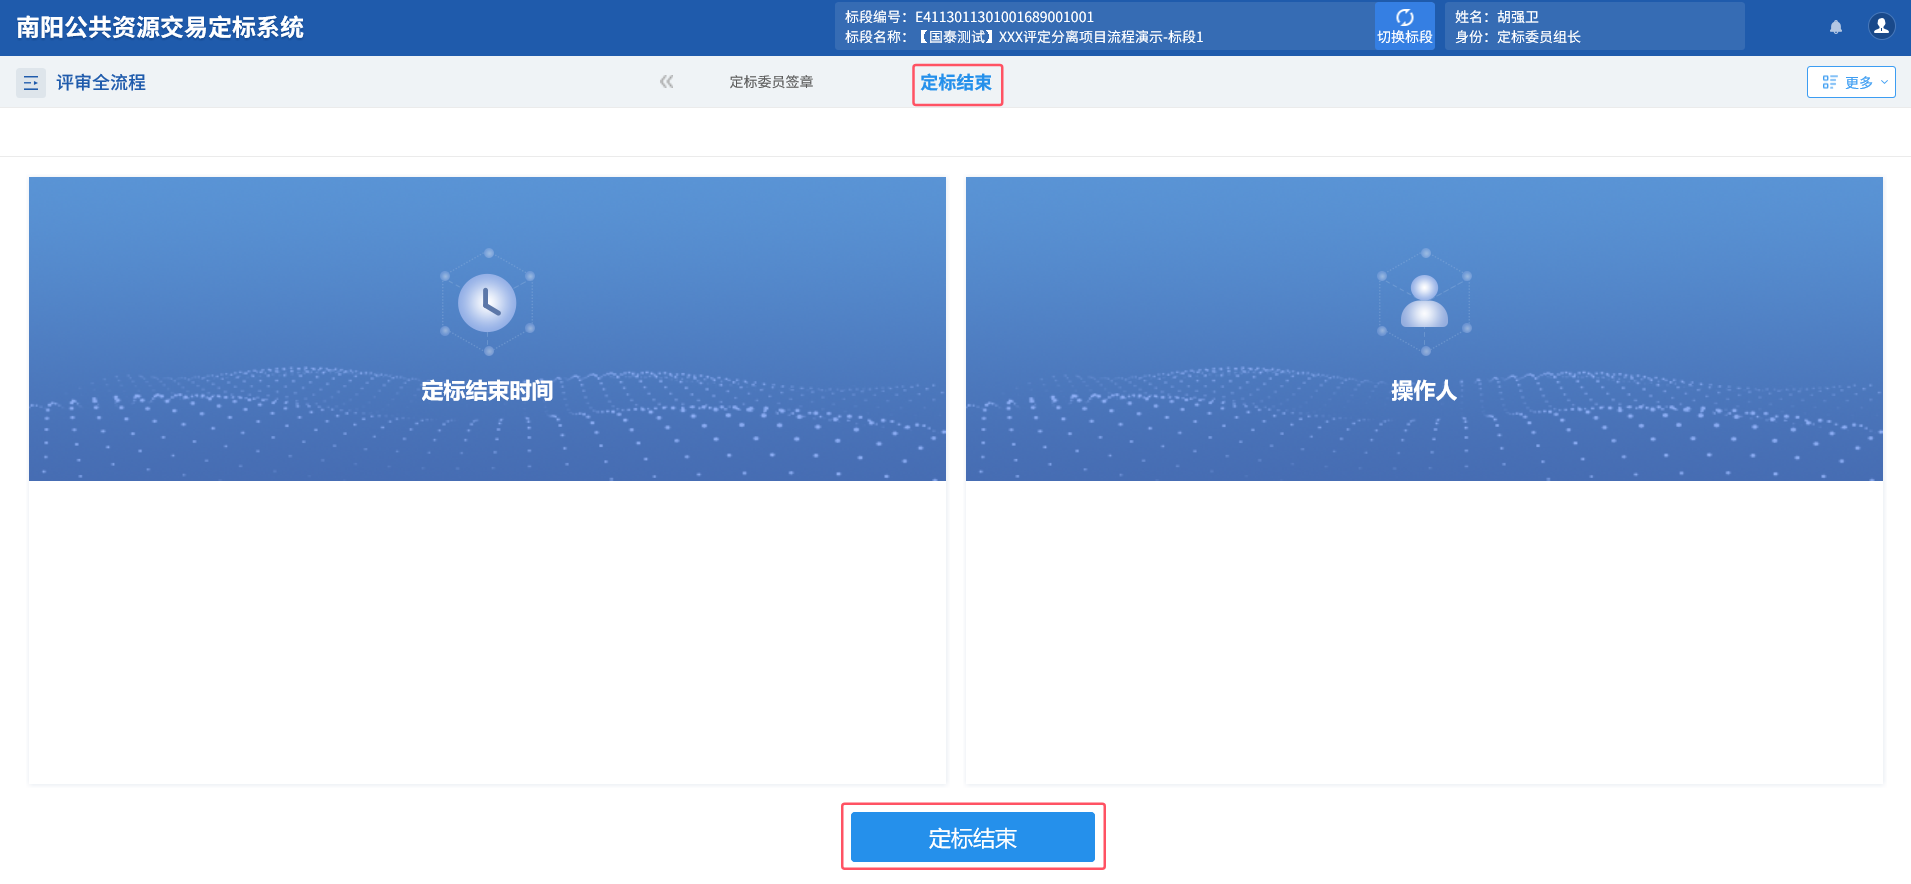 南阳公共资源交易定标系统
标段编号：E4113011301001689001001
标段名称：【国泰测试】XXX评定分离项目流程演示-标段1
切换标段
姓名：胡强卫
身份：定标委员组长
评审全流程
定标委员签章
定标结束
更多
定标结束时间
操作人
定标结束